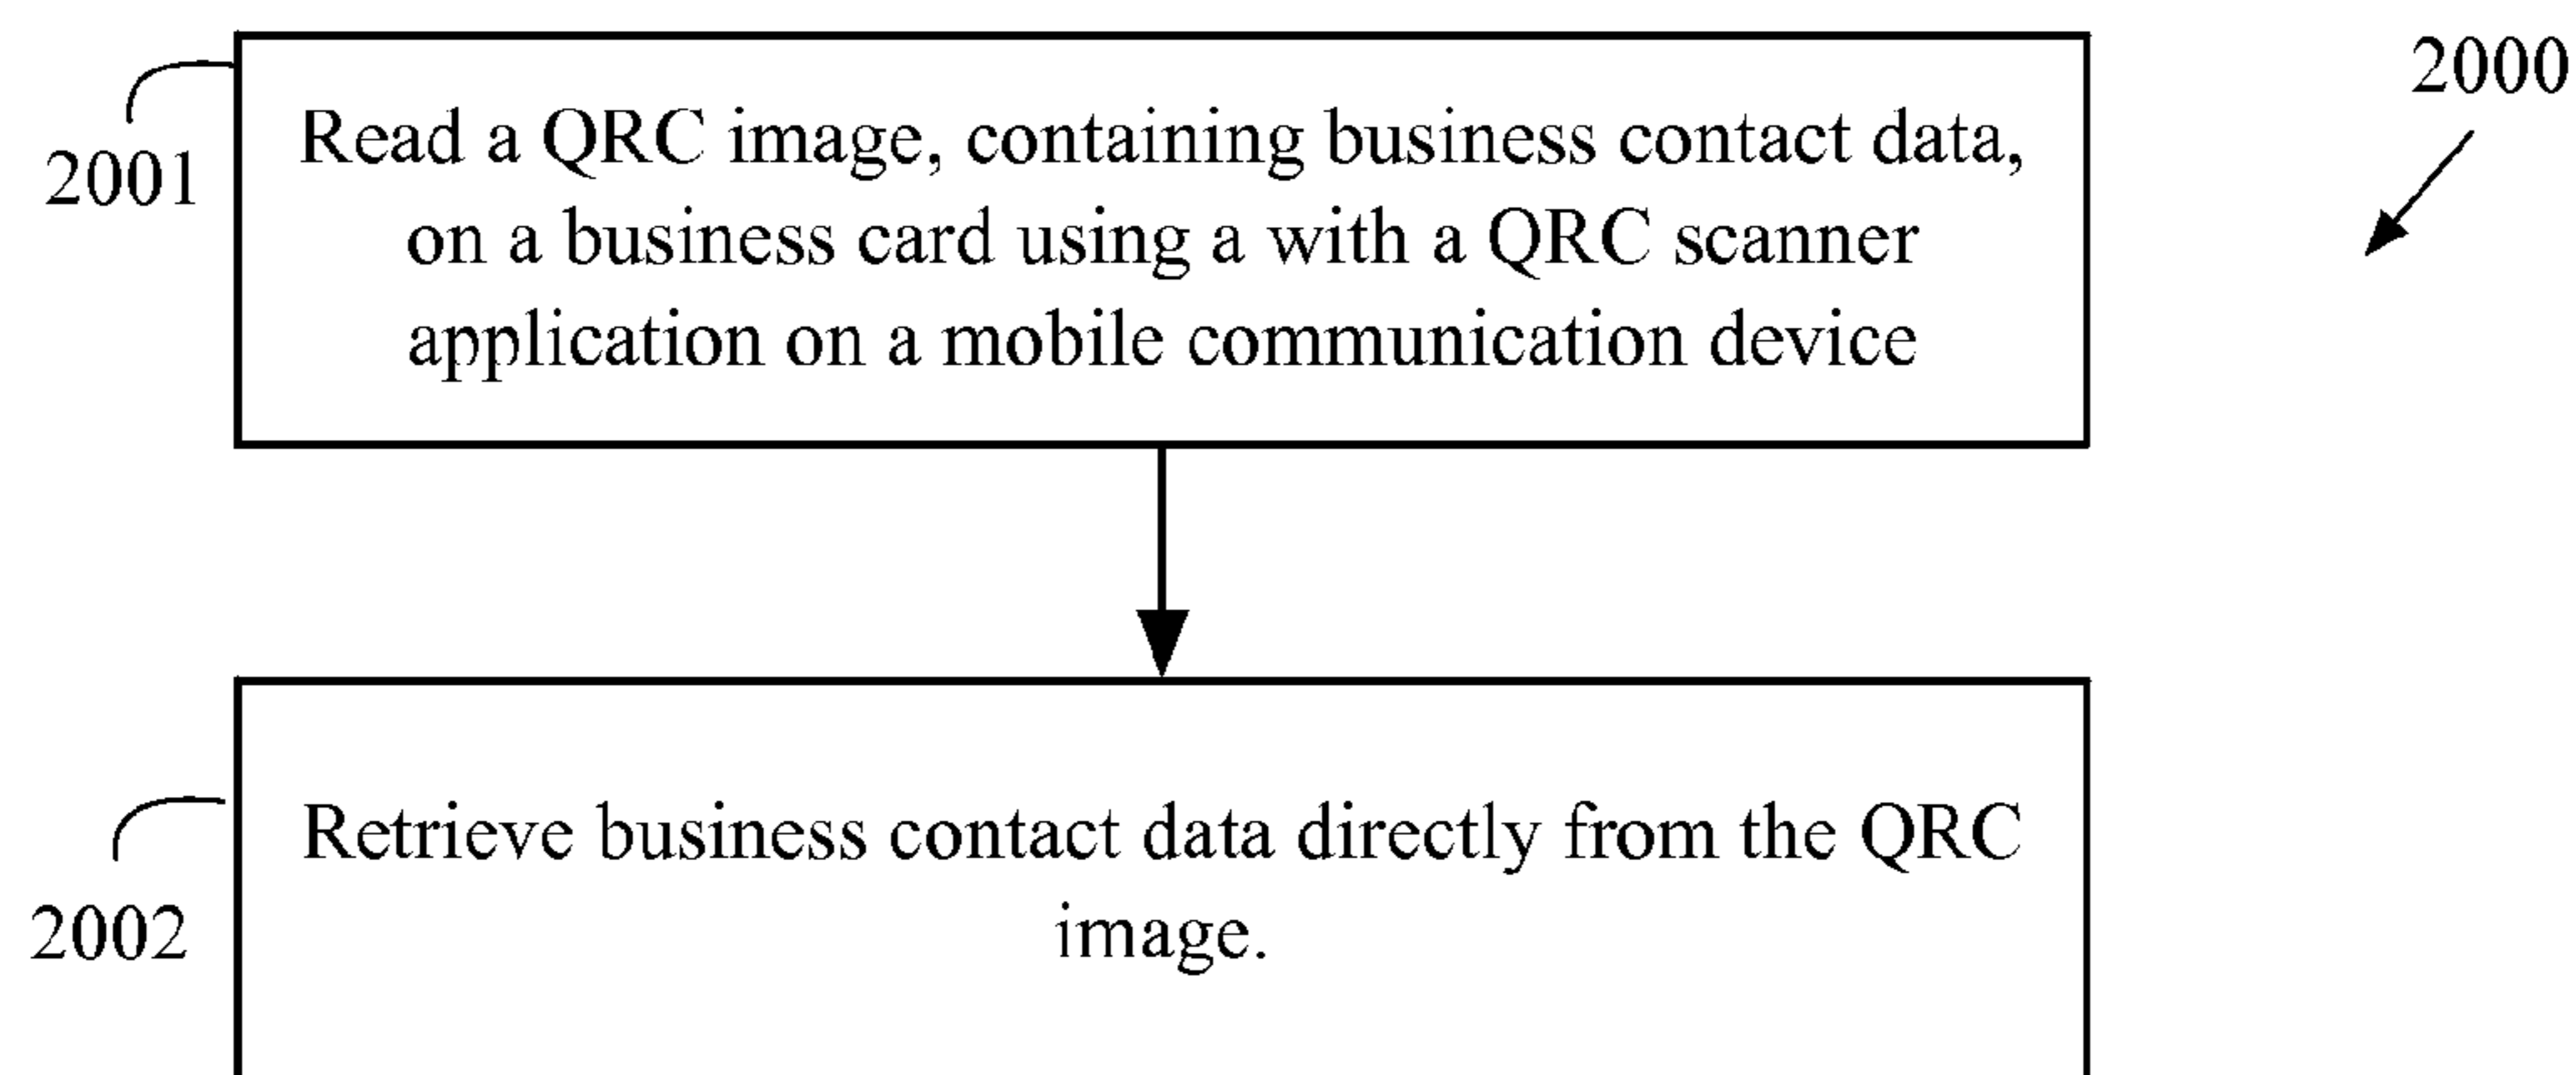 2000
2001
Read a QRC image, containing business contact data,
on a business card using a with a QRC scanner
application on a mobile communication device
2002
Retrieve business contact data directly from the QRC
image.